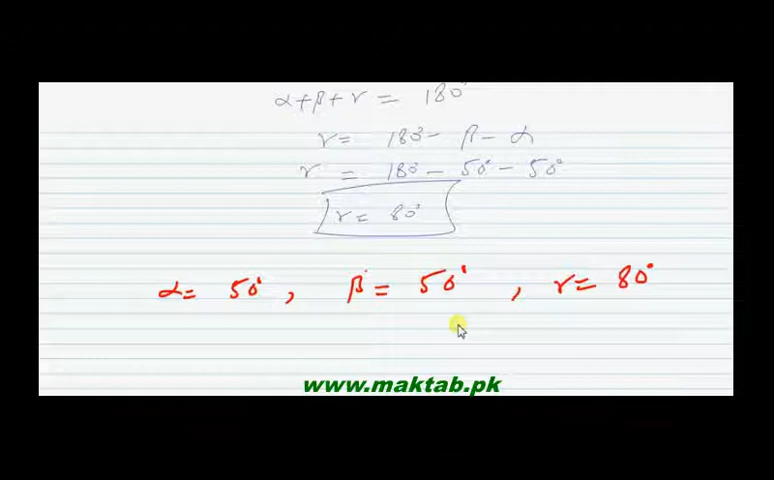 α+β+γ = 180°
γ = 180° - β - α
γ = 180° - 50° - 50°
γ = 80°
α = 50° , β = 50° , γ = 80°
www.maktab.pk